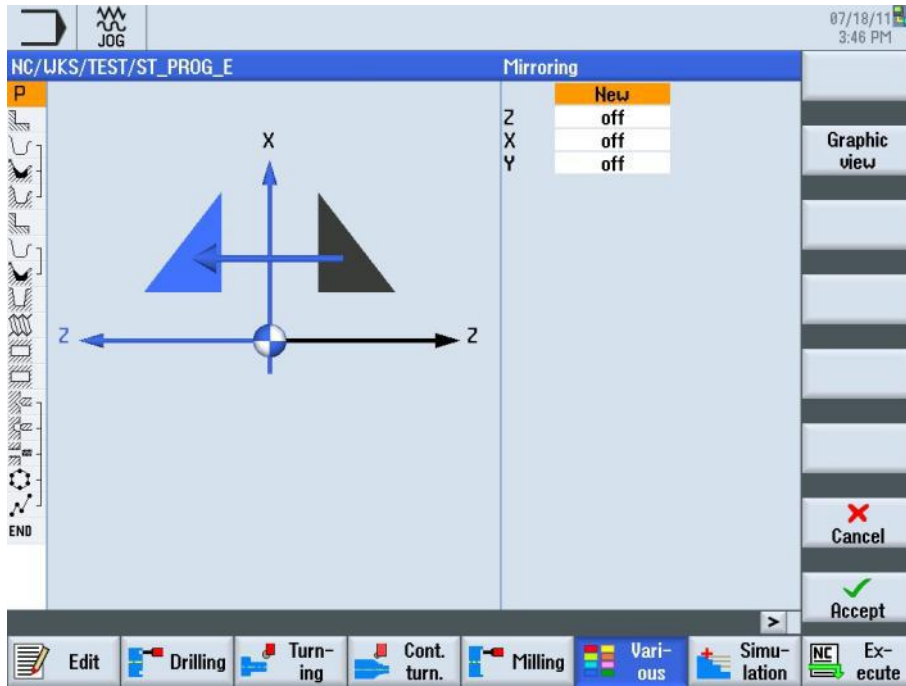 JOG
07/18/11
3:46 PM
NC/WKS/TEST/ST_PROG_E
Mirroring
P
New
Z off
X off
Y off
X
Z
Z
END
Graphic
view
Cancel
Accept
>
Edit
Drilling
Turn-
ing
Cont.
turn.
Milling
Vari-
ous
Simu-
lation
NC
Ex-
ecute